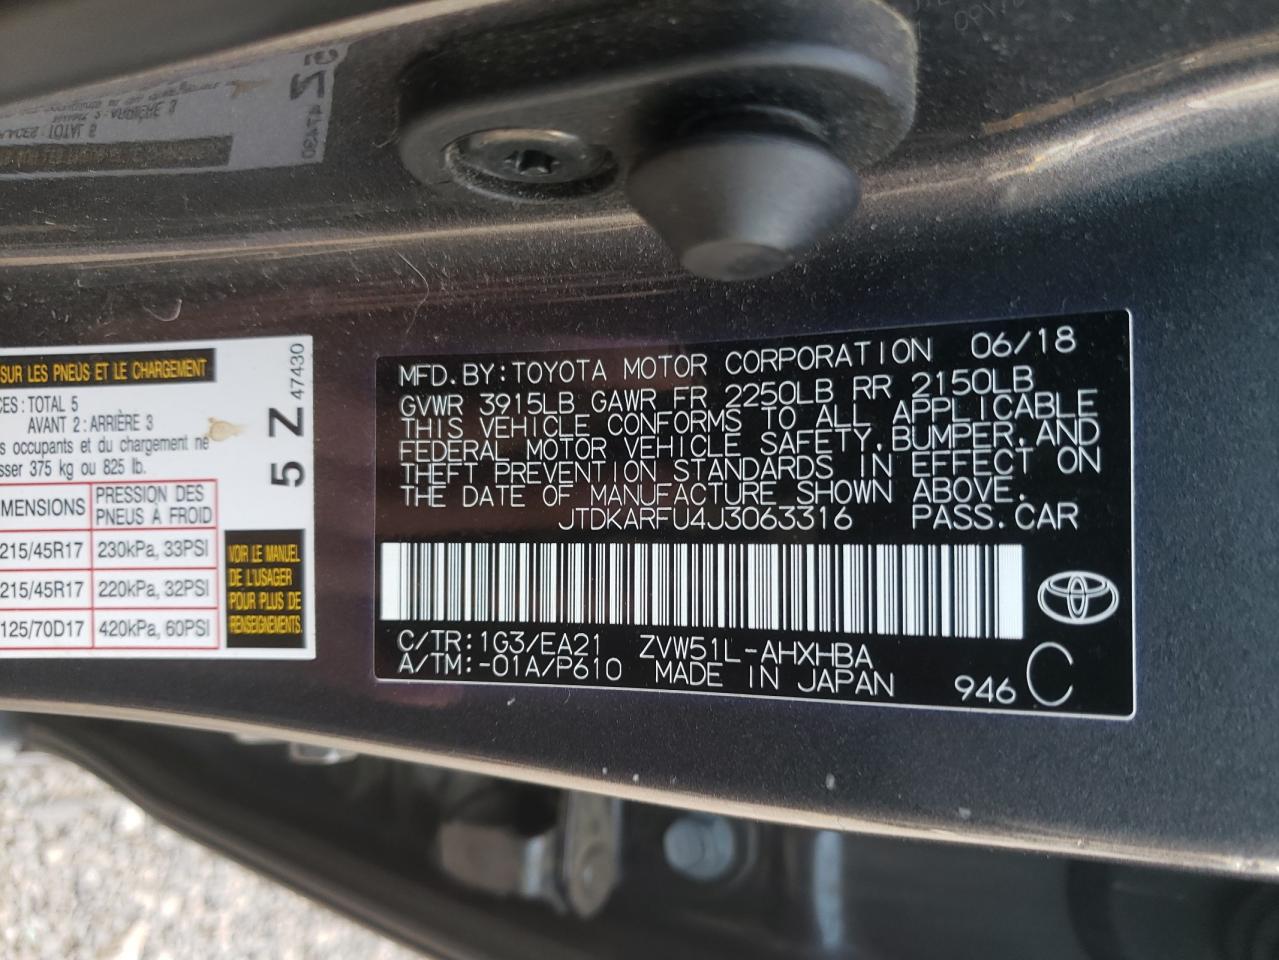 SUR LES PNEUS ET LE CHARGEMENT
TOTAL 5
AVANT 2 : ARRIÈRE 3
occupants et du chargement ne
375 kg ou 825 lb.
PRESSION DES
PNEUS À FROID
215/45R17 230kPa, 33PSI
215/45R17 220kPa, 32PSI
125/70D17 420kPa, 60PSI
5 Z 47430
VOIR LE MANUEL
DE L'USAGER
POUR PLUS DE
RENSEIGNEMENTS.
MFD.BY:TOYOTA MOTOR CORPORATION 06/18
GVWR 3915LB GAWR FR 2250LB RR 2150LB
THIS VEHICLE CONFORMS TO ALL APPLICABLE
FEDERAL MOTOR VEHICLE SAFETY,BUMPER,AND
THEFT PREVENTION STANDARDS IN EFFECT ON
THE DATE OF MANUFACTURE SHOWN ABOVE.
JTDKARFU4J3063316 PASS.CAR
C/TR:1G3/EA21 ZVW51L-AHXHBA
A/TM:-01A/P610 MADE IN JAPAN 946 C